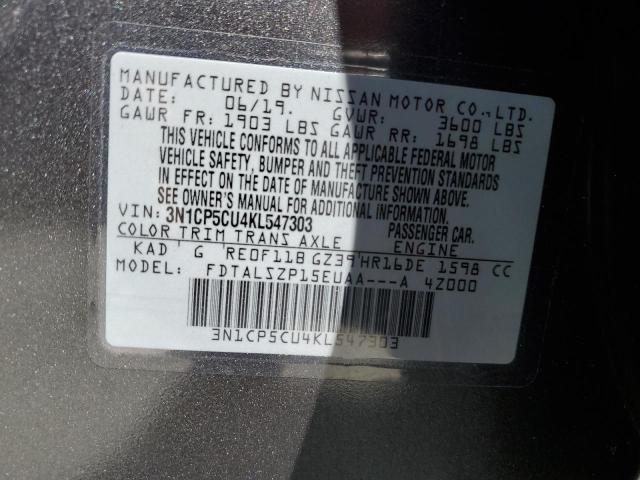 MANUFACTURED BY NISSAN MOTOR CO., LTD.
DATE: 06/19. GVWR: 3600 LBS
GAWR FR: 1903 LBS GAWR RR: 1698 LBS
THIS VEHICLE CONFORMS TO ALL APPLICABLE FEDERAL MOTOR
VEHICLE SAFETY, BUMPER AND THEFT PREVENTION STANDARDS
IN EFFECT ON THE DATE OF MANUFACTURE SHOWN ABOVE.
SEE OWNER'S MANUAL FOR ADDITIONAL INFORMATION.
VIN: 3N1CP5CU4KL547303 PASSENGER CAR.
COLOR TRIM TRANS AXLE ENGINE
KAD ' G RE0F11B GZ39'HR16DE 1598 CC
MODEL: FDTALSZP15EUAA---A 4Z000
3N1CP5CU4KL547303